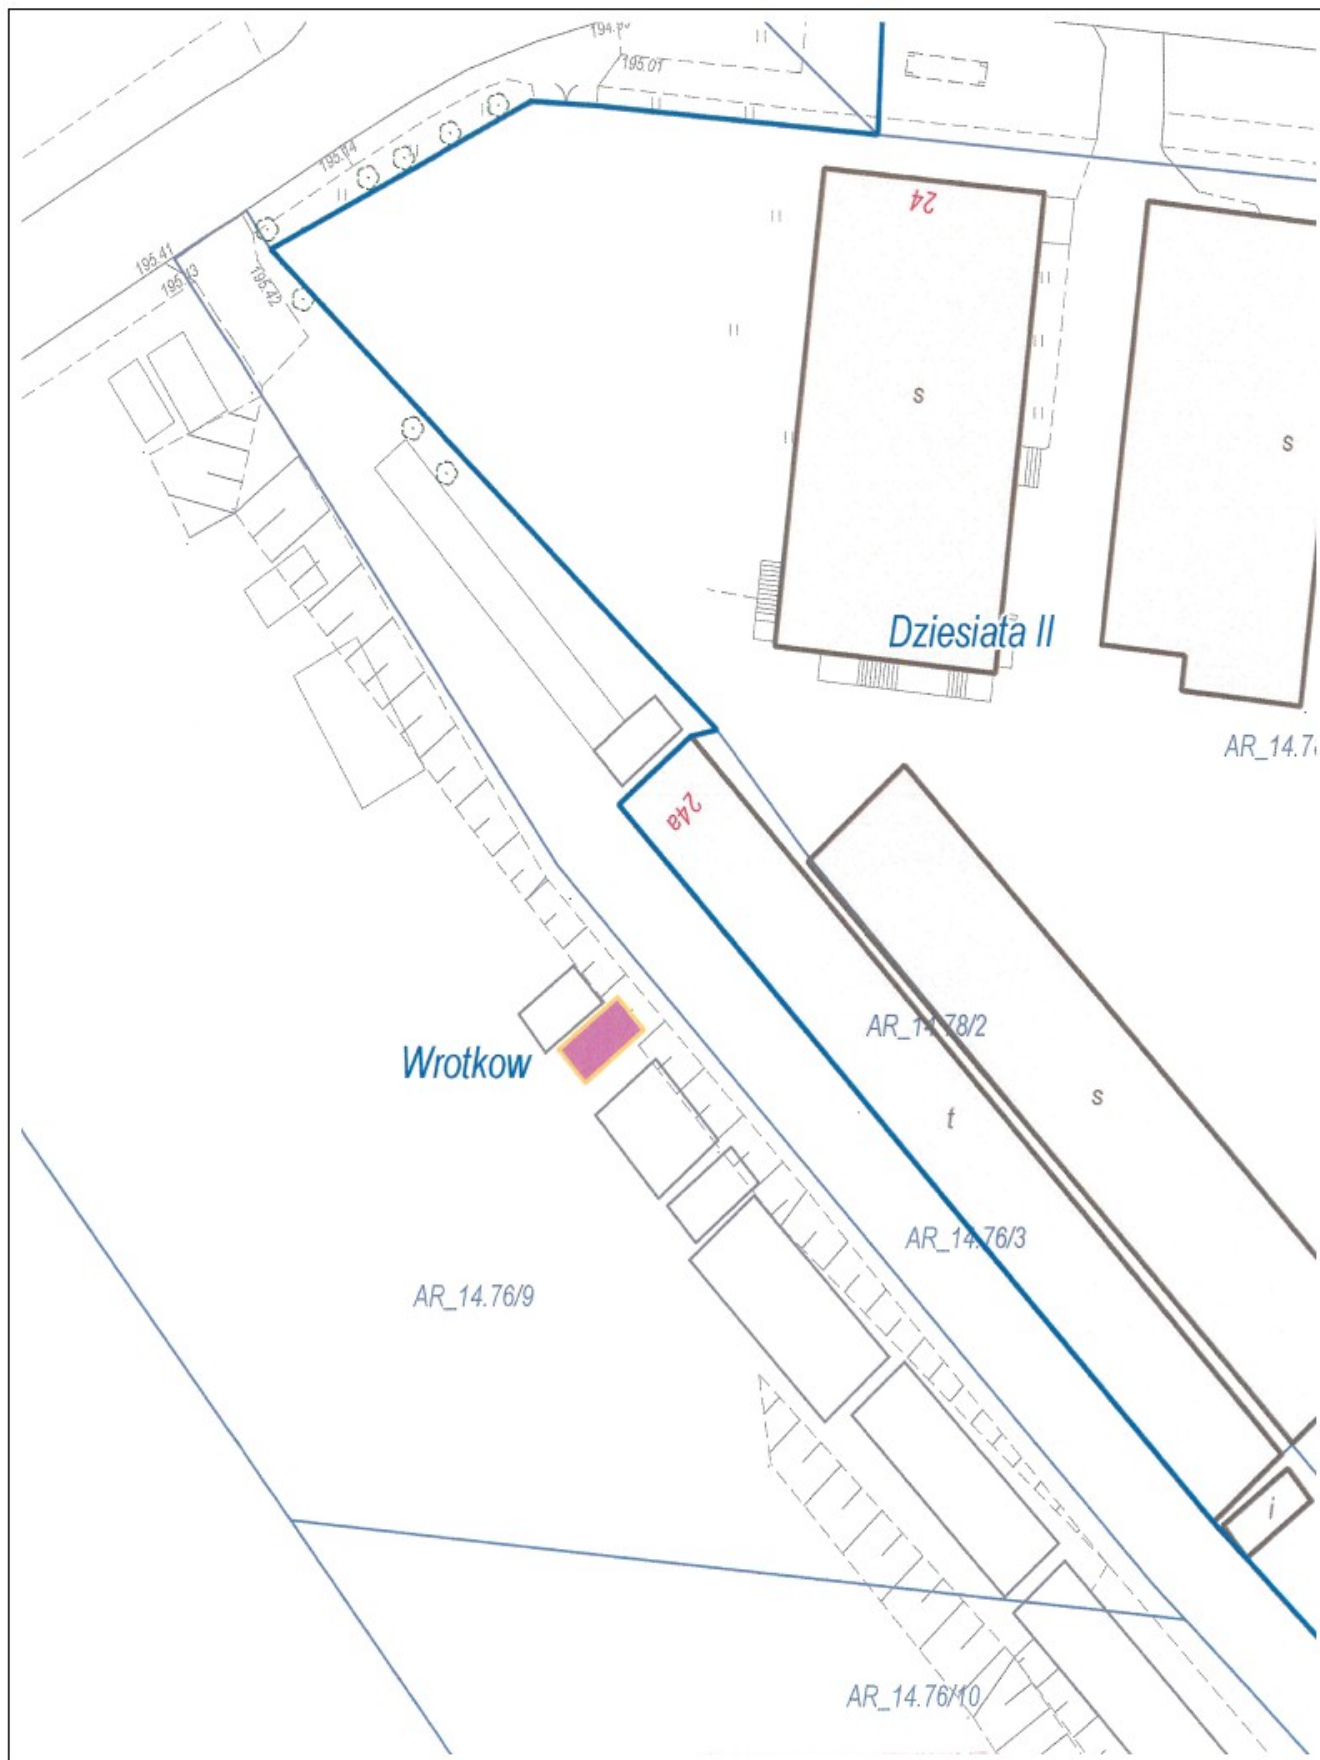 195.01
195.14
195.41
195.43
195.42
24
s
s
Dziesiata II
AR_14.7
24a
AR_14.78/2
Wrotkow
s
t
AR_14.76/3
AR_14.76/9
i
AR_14.76/10